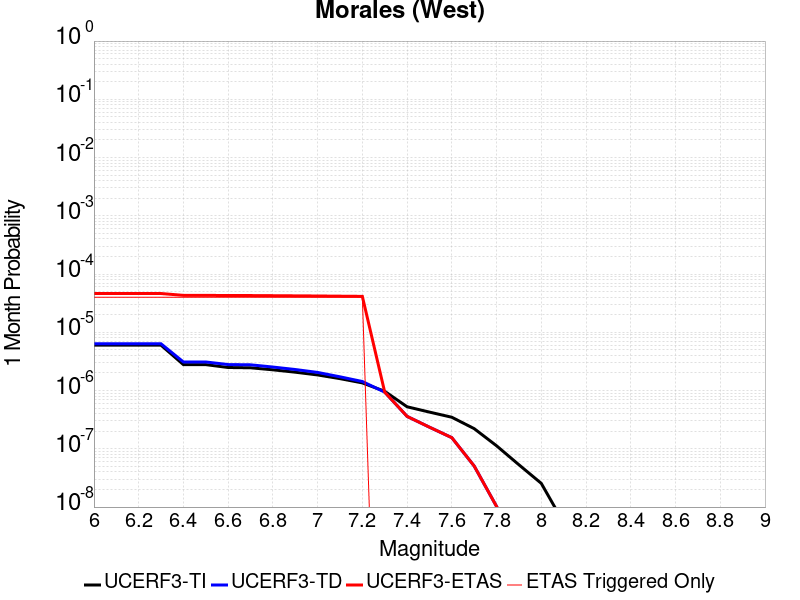 Morales (West)
1 Month Probability
10^0
10^-1
10^-2
10^-3
10^-4
10^-5
10^-6
10^-7
10^-8
6 6.2 6.4 6.6 6.8 7 7.2 7.4 7.6 7.8 8 8.2 8.4 8.6 8.8 9
Magnitude
UCERF3-TI UCERF3-TD UCERF3-ETAS ETAS Triggered Only